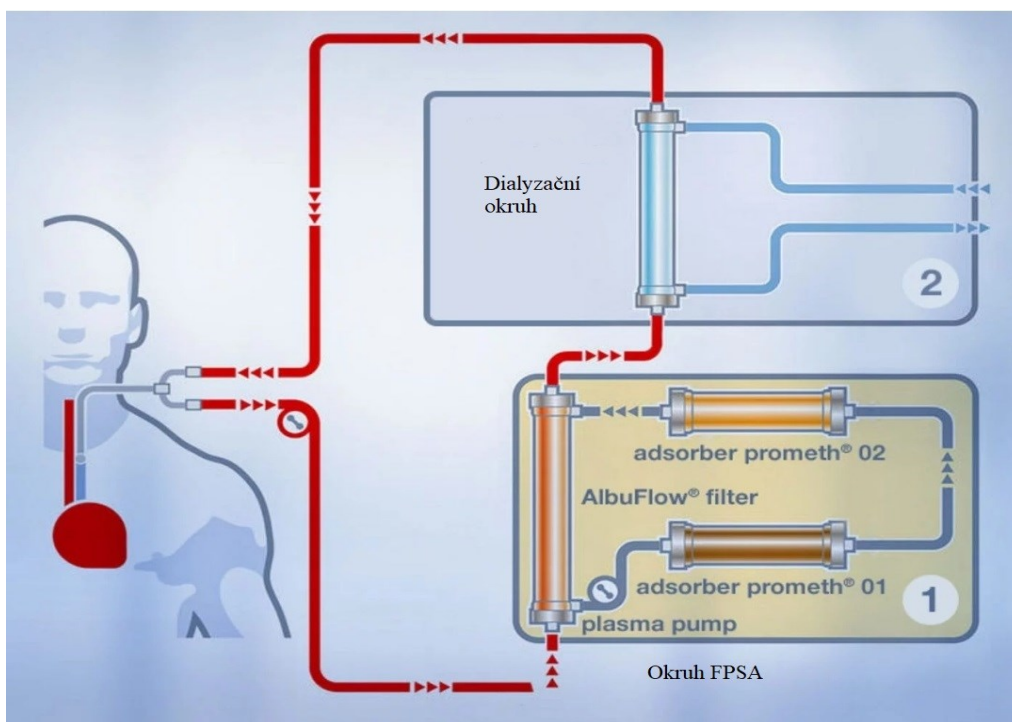 Dialyzační
okruh
2
adsorber prometh® 02
AlbuFlow® filter
adsorber prometh® 01
1
plasma pump
Okruh FPSA